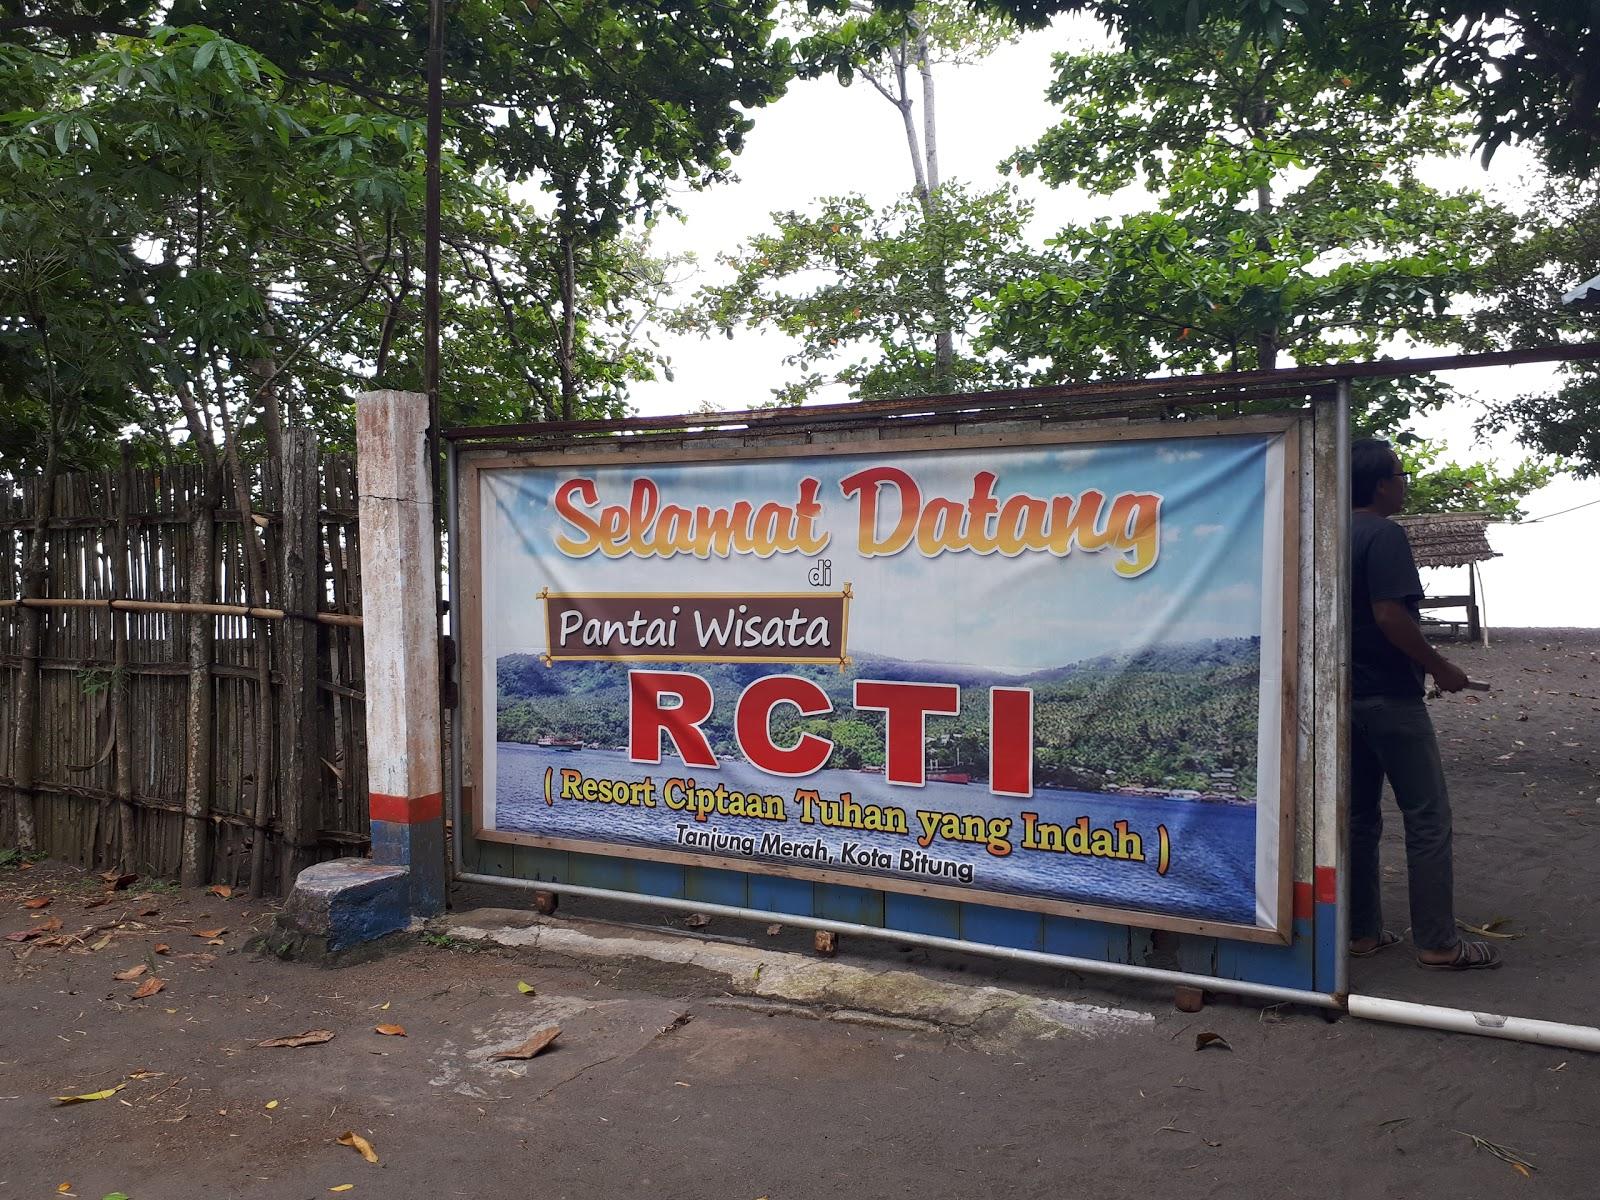 Selamat Datang
di
Pantai Wisata
RCTI
( Resort Ciptaan Tuhan yang Indah )
Tanjung Merah, Kota Bitung